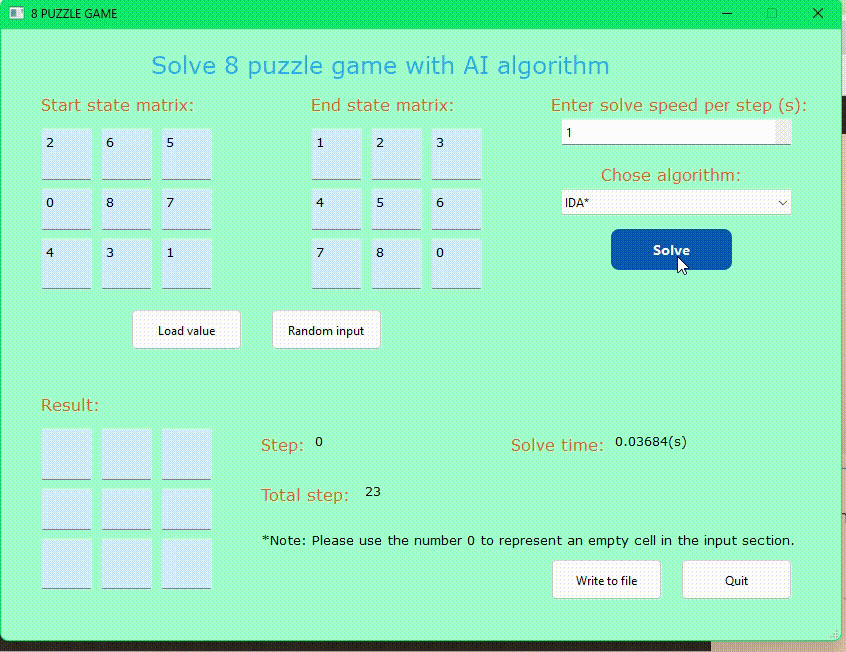 8 PUZZLE GAME
Solve 8 puzzle game with AI algorithm
Start state matrix: End state matrix: Enter solve speed per step (s):
2 6 5 1 2 3 1
Chose algorithm:
0 8 7 4 5 6 IDA*
4 3 1 7 8 0 Solve
Load value Random input
Result:
Step: 0 Solve time: 0.03684(s)
Total step: 23
*Note: Please use the number 0 to represent an empty cell in the input section.
Write to file Quit